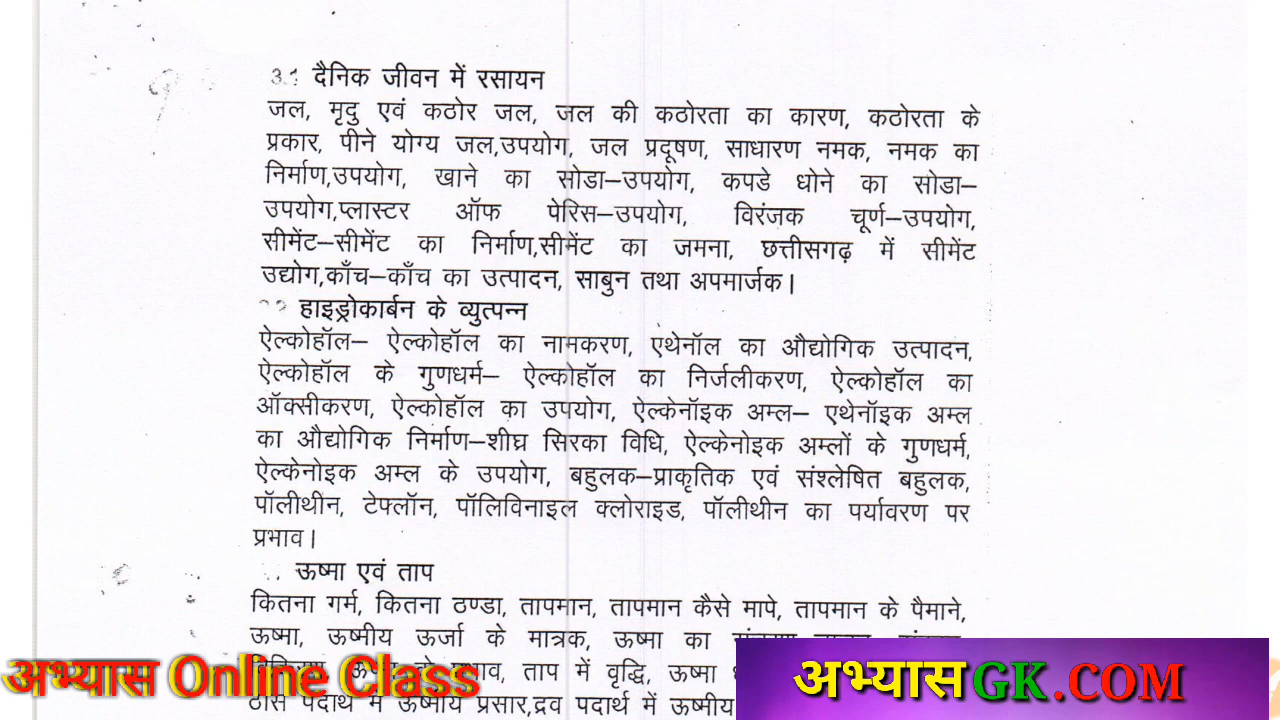 3.1 दैनिक जीवन में रसायन
जल, मृदु एवं कठोर जल, जल की कठोरता का कारण, कठोरता के
प्रकार, पीने योग्य जल,उपयोग, जल प्रदूषण, साधारण नमक, नमक का
निर्माण,उपयोग, खाने का सोडा–उपयोग, कपडे धोने का सोडा–
उपयोग,प्लास्टर ऑफ पेरिस–उपयोग, विरंजक चूर्ण–उपयोग,
सीमेंट–सीमेंट का निर्माण,सीमेंट का जमना, छत्तीसगढ़ में सीमेंट
उद्योग,काँच–काँच का उत्पादन, साबुन तथा अपमार्जक।
हाइड्रोकार्बन के व्युत्पन्न
ऐल्कोहॉल– ऐल्कोहॉल का नामकरण, एथेनॉल का औद्योगिक उत्पादन,
ऐल्कोहॉल के गुणधर्म– ऐल्कोहॉल का निर्जलीकरण, ऐल्कोहॉल का
ऑक्सीकरण, ऐल्कोहॉल का उपयोग, ऐल्केनॉइक अम्ल– एथेनॉइक अम्ल
का औद्योगिक निर्माण–शीघ्र सिरका विधि, ऐल्केनोइक अम्लों के गुणधर्म,
ऐल्केनोइक अम्ल के उपयोग, बहुलक–प्राकृतिक एवं संश्लेषित बहुलक,
पॉलीथीन, टेफ्लॉन, पॉलिविनाइल क्लोराइड, पॉलीथीन का पर्यावरण पर
प्रभाव।
ऊष्मा एवं ताप
कितना गर्म, कितना ठण्डा, तापमान, तापमान कैसे मापे, तापमान के पैमाने,
ऊष्मा, ऊष्मीय ऊर्जा के मात्रक, ऊष्मा का
ताप में वृद्धि, ऊष्मा
ठोस पदार्थ में ऊष्मीय प्रसार,द्रव पदार्थ में ऊष्मीय
अभ्यास Online Class
अभ्यासGK.COM